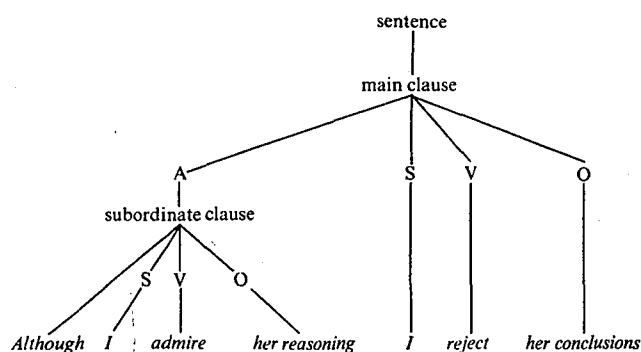 sentence
main clause
A S V O
subordinate clause
S V O
Although I admire her reasoning I reject her conclusions